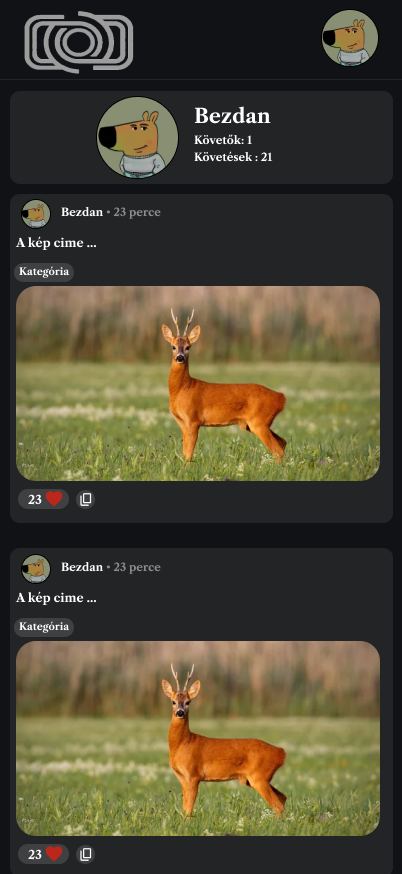 Bezdan
Követők: 1
Követések : 21
Bezdan • 23 perce
A kép cime ...
Kategória
23
Bezdan • 23 perce
A kép cime ...
Kategória
23